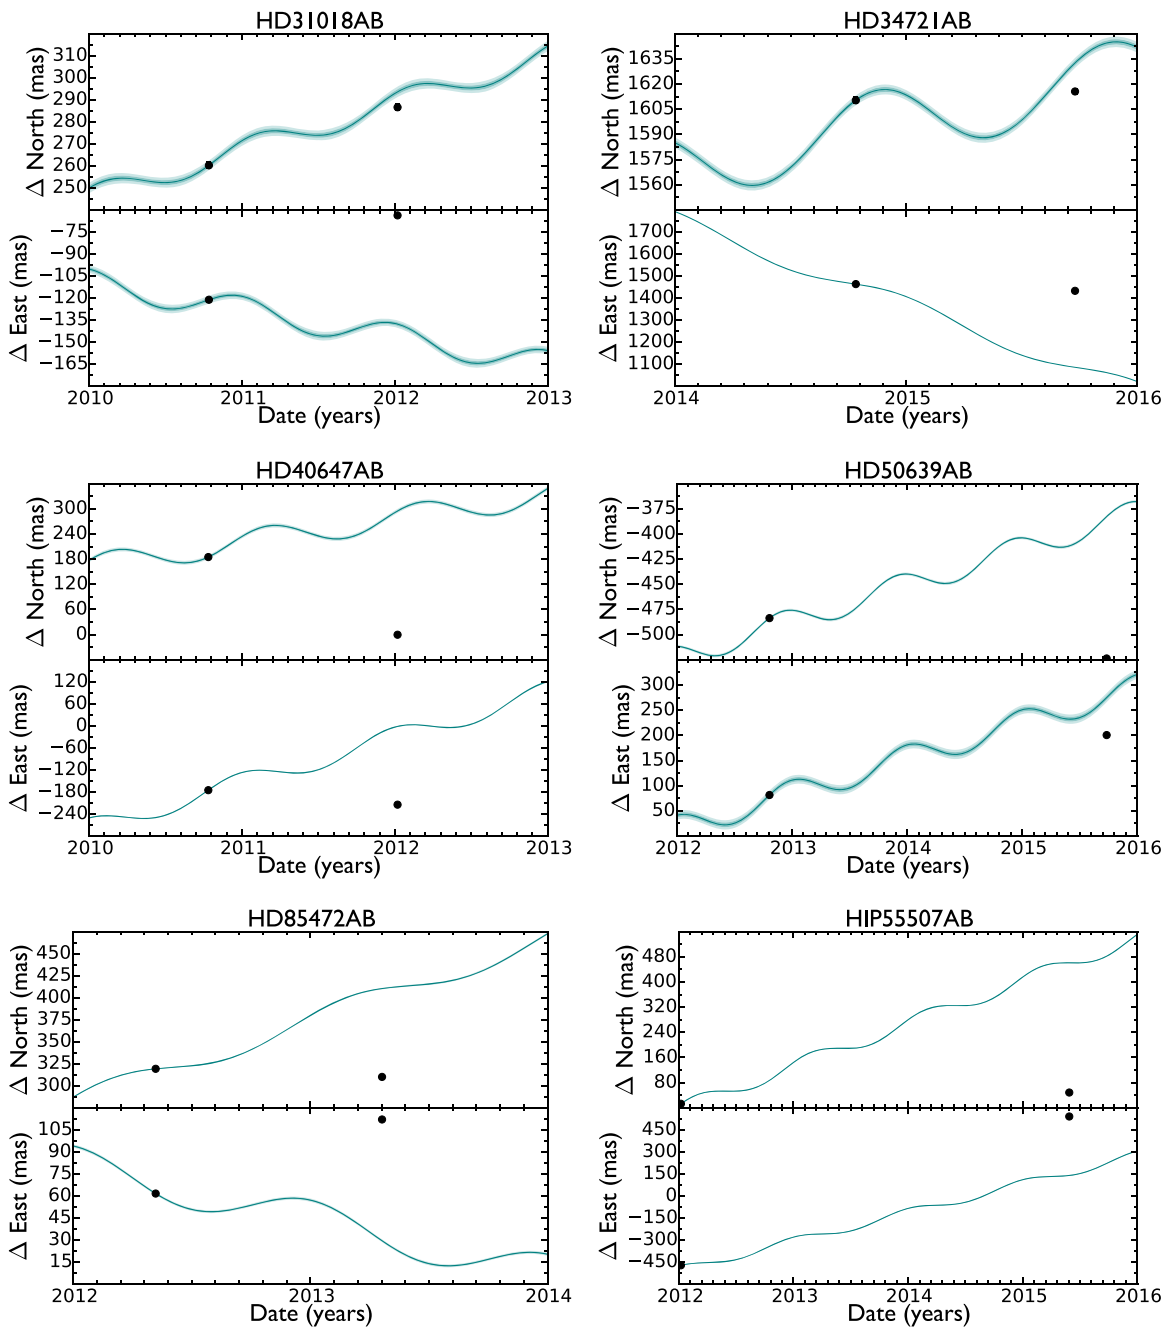 HD31018AB
Δ North (mas)
310
300
290
280
270
260
250
Δ East (mas)
−75
−90
−105
−120
−135
−150
−165
2010 2011 2012 2013
Date (years)
HD34721AB
Δ North (mas)
1635
1620
1605
1590
1575
1560
Δ East (mas)
1700
1600
1500
1400
1300
1200
1100
2014 2015 2016
Date (years)
HD40647AB
Δ North (mas)
300
240
180
120
60
0
Δ East (mas)
120
60
0
−60
−120
−180
−240
2010 2011 2012 2013
Date (years)
HD50639AB
Δ North (mas)
−375
−400
−425
−450
−475
−500
Δ East (mas)
300
250
200
150
100
50
2012 2013 2014 2015 2016
Date (years)
HD85472AB
Δ North (mas)
450
425
400
375
350
325
300
Δ East (mas)
105
90
75
60
45
30
15
2012 2013 2014
Date (years)
HIP55507AB
Δ North (mas)
480
400
320
240
160
80
Δ East (mas)
450
300
150
0
−150
−300
−450
2012 2013 2014 2015 2016
Date (years)